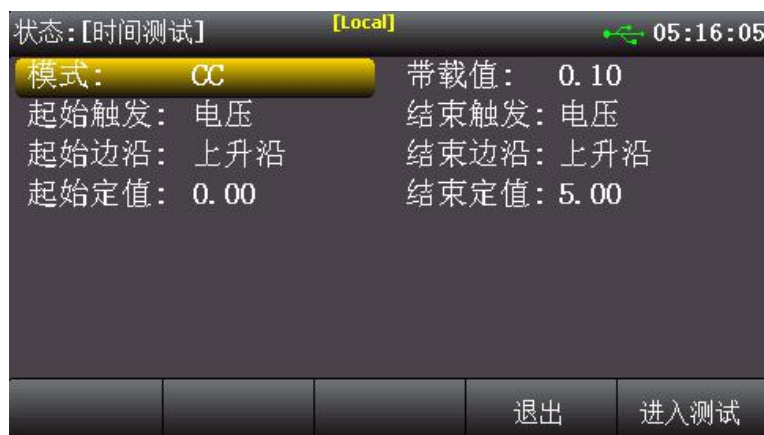 状态:[时间测试] [Local] 05:16:05
模式: CC 带载值: 0.10
起始触发: 电压 结束触发: 电压
起始边沿: 上升沿 结束边沿: 上升沿
起始定值: 0.00 结束定值: 5.00
退出 进入测试